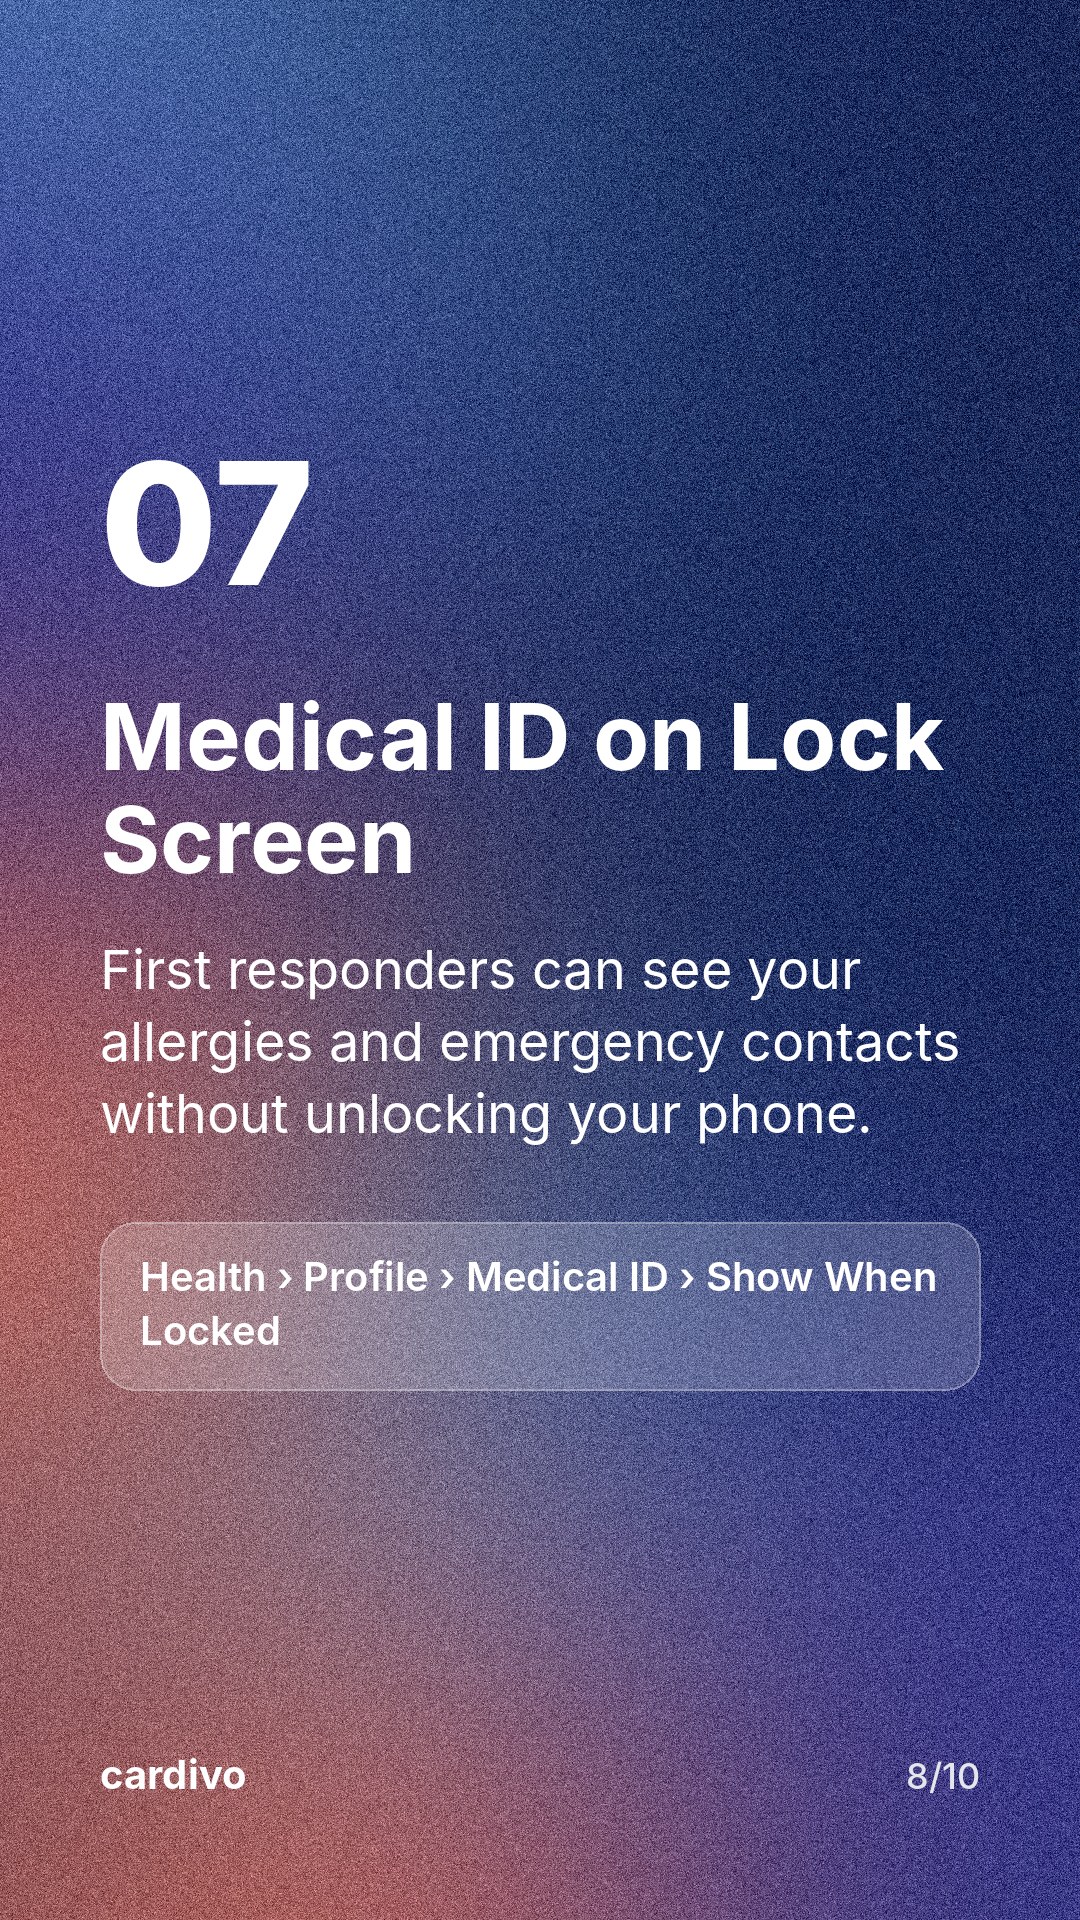 07
Medical ID on Lock
Screen
First responders can see your
allergies and emergency contacts
without unlocking your phone.
Health › Profile › Medical ID › Show When
Locked
cardivo
8/10